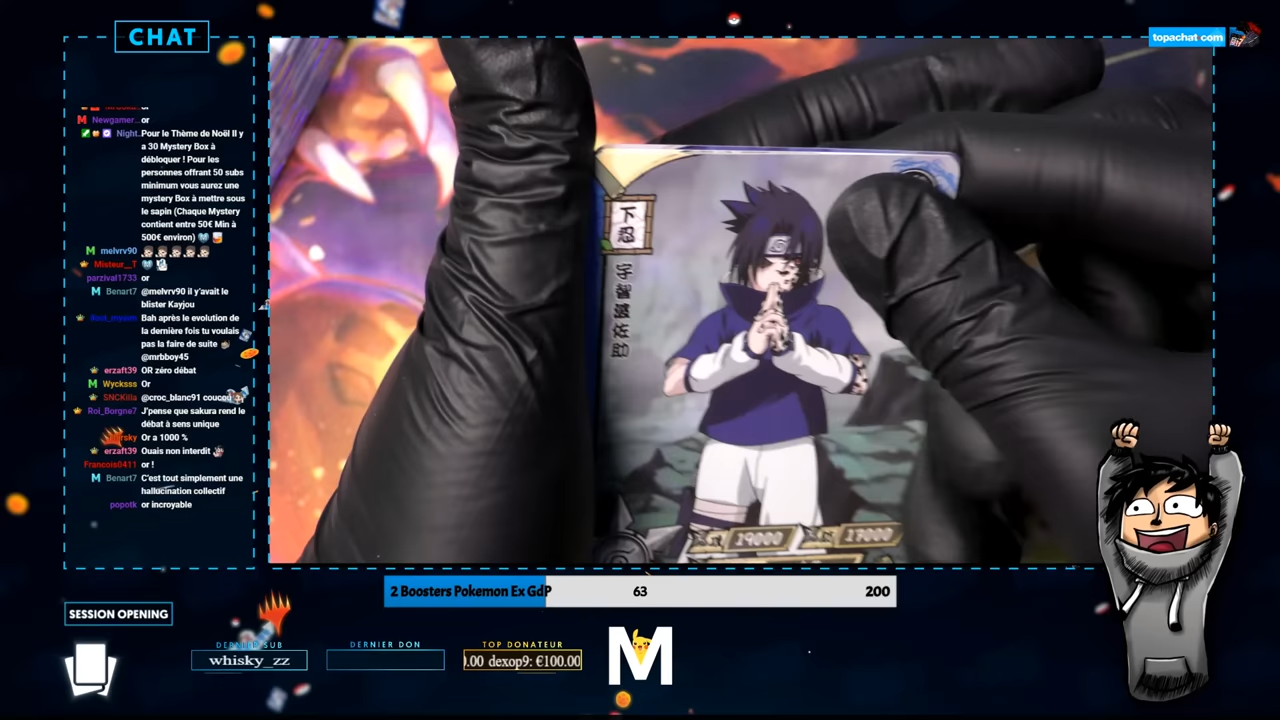 CHAT
topachat com
Newgamer... or
Night. Pour le Thème de Noël Il y
a 30 Mystery Box à
débloquer ! Pour les
personnes offrant 50 subs
minimum vous aurez une
mystery Box à mettre sous
le sapin (Chaque Mystery
contient entre 50€ Min à
500€ environ)
melvrv90
Misteur__T
parzival1733 or
Benart7 @melvrv90 il y'avait le
blister Kayjou
Bah après le evolution de
la dernière fois tu voulais
pas la faire de suite
@mrbboy45
erzaft39 OR zéro débat
Wycksss Or
SNCKilla @croc_blanc91 coucou
Roi_Borgne7 J'pense que sakura rend le
débat à sens unique
Or a 1000 %
erzaft39 Ouais non interdit
Francois0411 or !
Benart7 C'est tout simplement une
hallucination collectif
popotk or incroyable
下忍
宇智波佐助
19000 17000
2 Boosters Pokemon Ex GdP 63 200
SESSION OPENING
DERNIER SUB
whisky_zz
DERNIER DON
TOP DONATEUR
.00 dexop9: €100.00
M